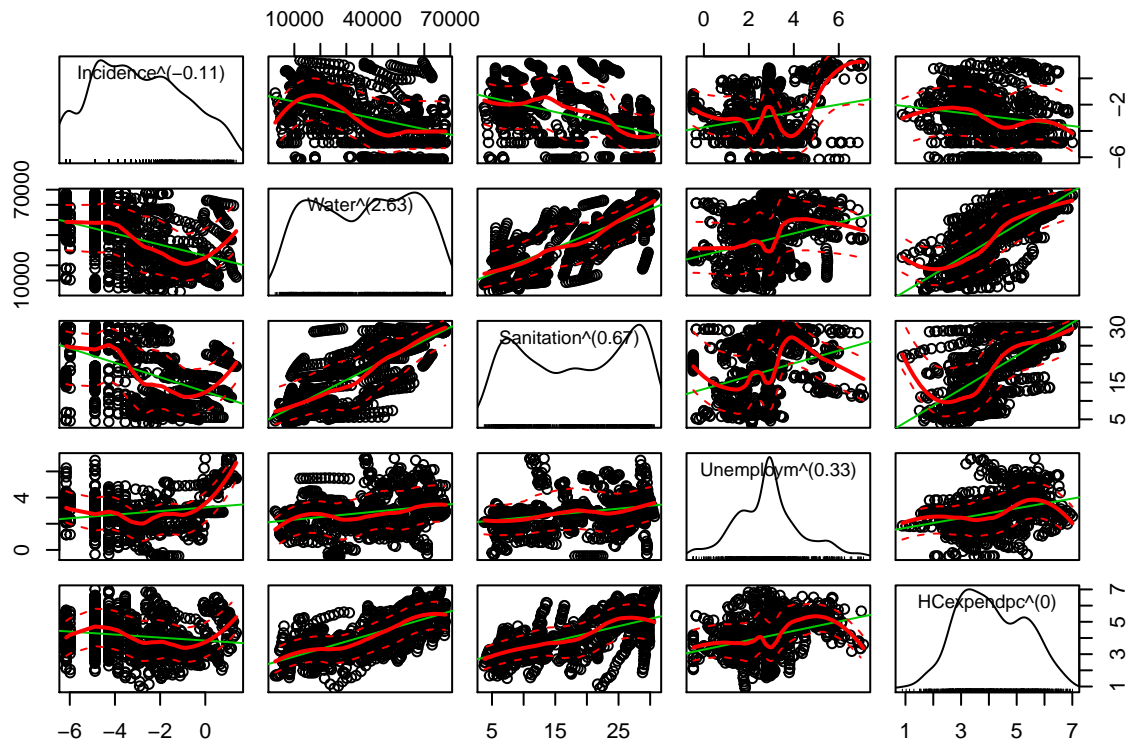 10000 40000 70000 0 2 4 6
Incidence^(−0.11)
−6 −2
10000 70000
Water^(2.63)
Sanitation^(0.67)
5 15 30
0 4
Unemploym^(0.33)
HCexpendpc^(0)
1 3 5 7
−6 −4 −2 0 5 15 25 1 3 5 7